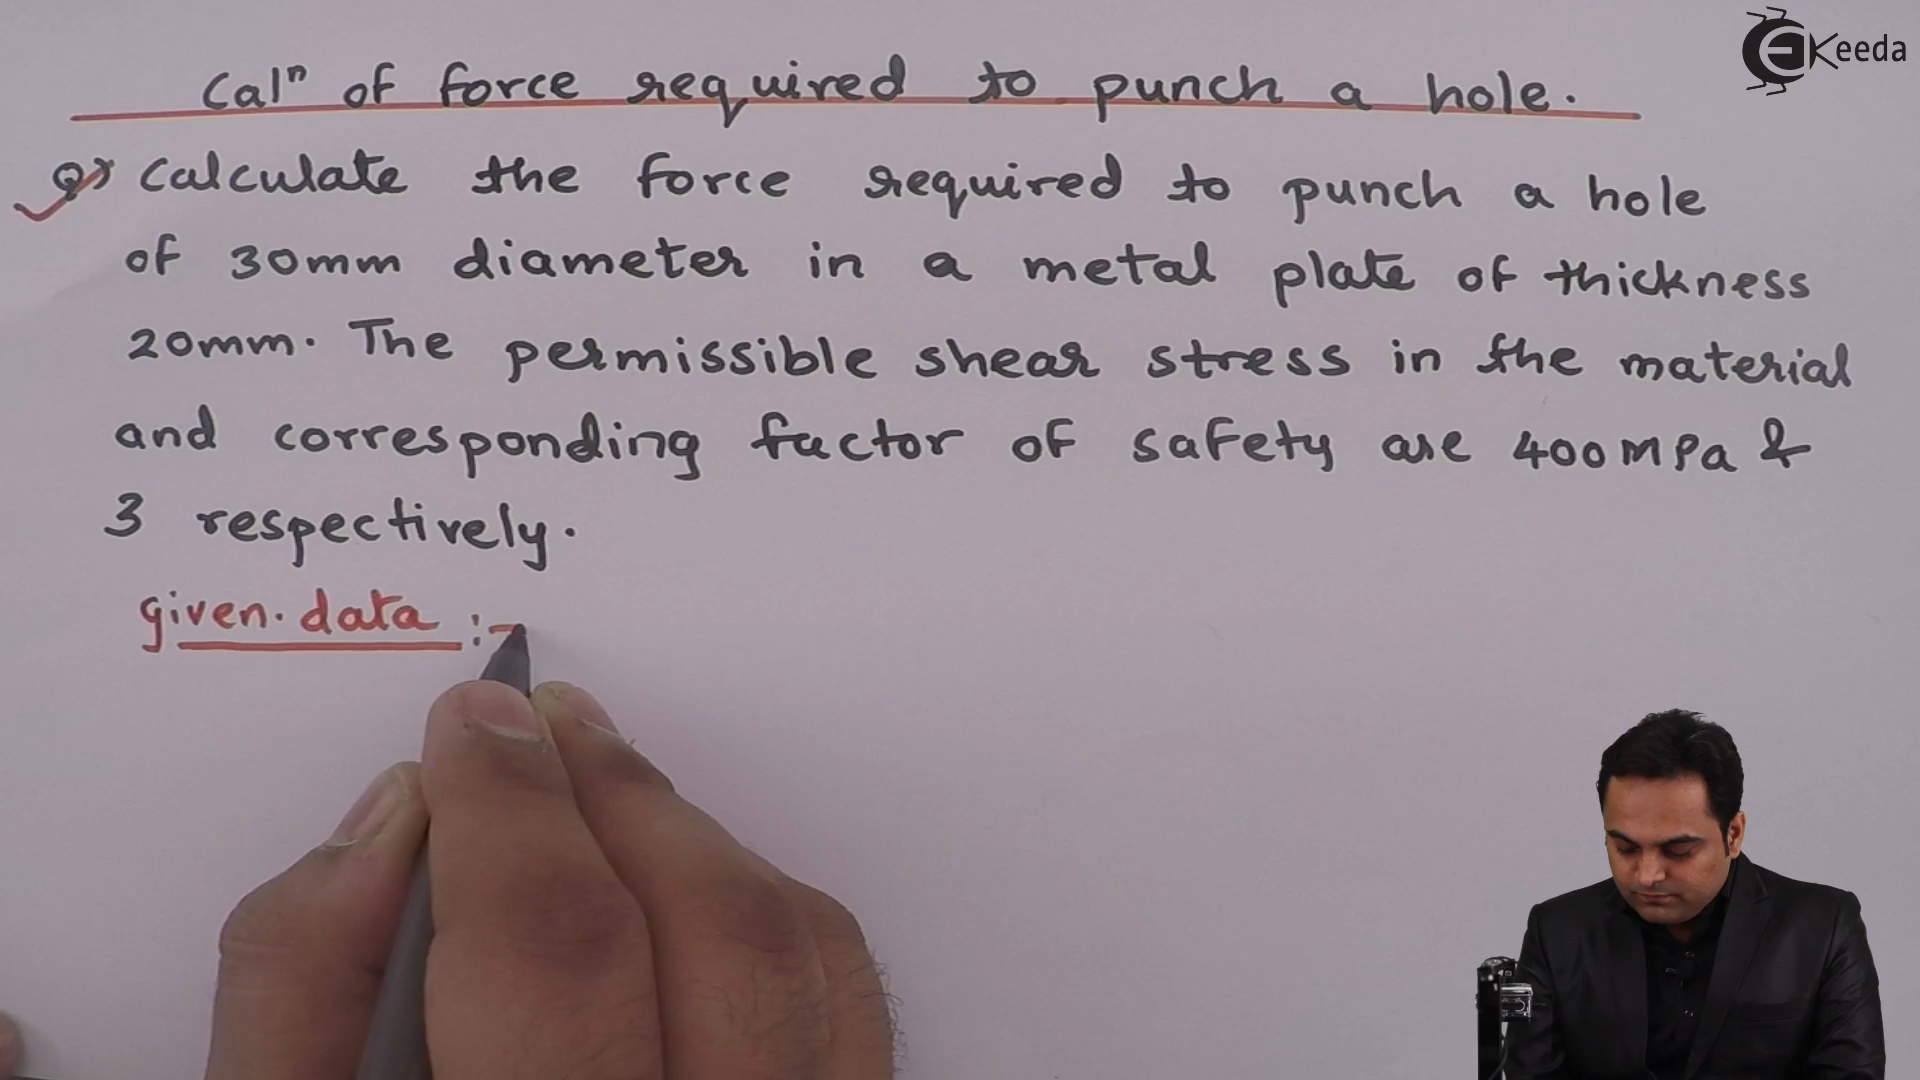 Calⁿ of force required to punch a hole.
EKeeda
Q> Calculate the force required to punch a hole
of 30mm diameter in a metal plate of thickness
20mm. The permissible shear stress in the material
and corresponding factor of safety are 400MPa &
3 respectively.
given data :-